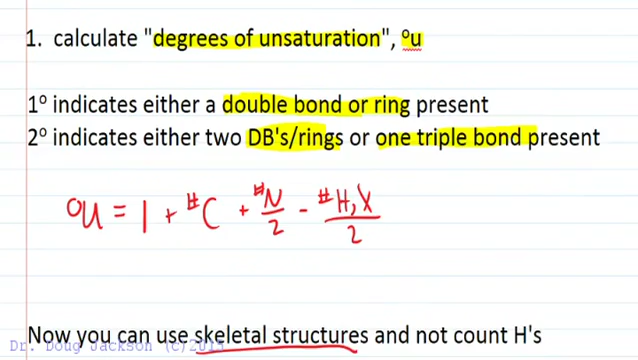 1. calculate "degrees of unsaturation", ºu
1º indicates either a double bond or ring present
2º indicates either two DB's/rings or one triple bond present
ºU = 1 + #C + #N/2 - #H,X/2
Now you can use skeletal structures and not count H's
Dr. Doug Jackson (c)2015